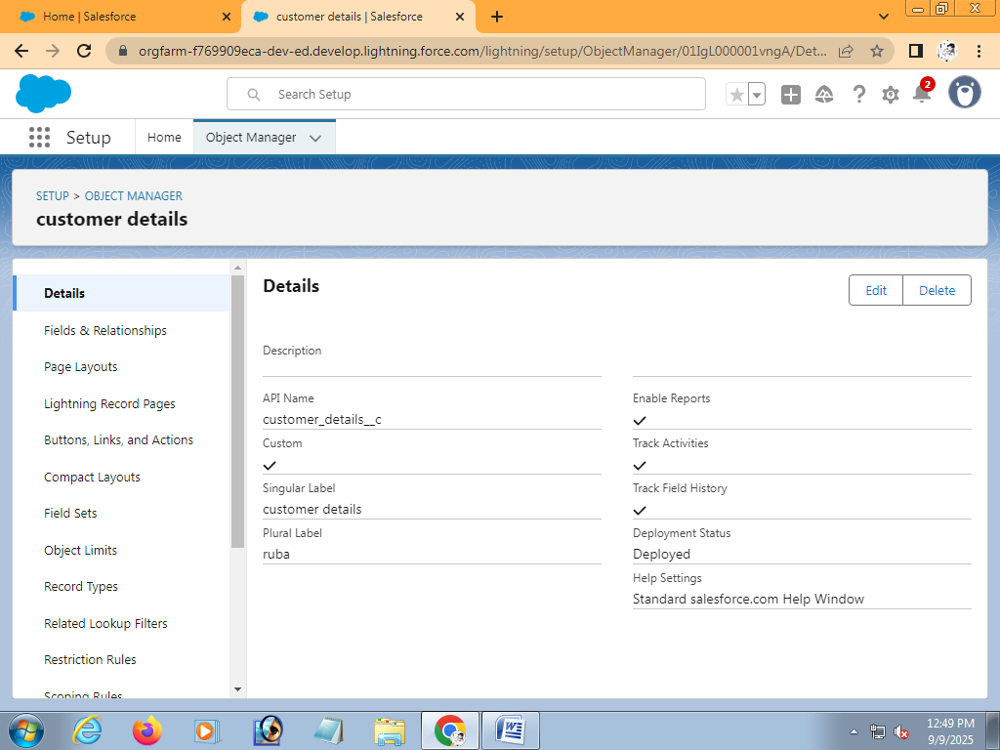 Home | Salesforce
customer details | Salesforce
orgfarm-f769909eca-dev-ed.develop.lightning.force.com/lightning/setup/ObjectManager/01IgL000001vngA/Det...
Search Setup
2
Setup
Home
Object Manager
SETUP > OBJECT MANAGER
customer details
Details
Fields & Relationships
Page Layouts
Lightning Record Pages
Buttons, Links, and Actions
Compact Layouts
Field Sets
Object Limits
Record Types
Related Lookup Filters
Restriction Rules
Scoping Rules
Details
Edit
Delete
Description
API Name
customer_details__c
Custom
Singular Label
customer details
Plural Label
ruba
Enable Reports
Track Activities
Track Field History
Deployment Status
Deployed
Help Settings
Standard salesforce.com Help Window
12:49 PM
9/9/2025